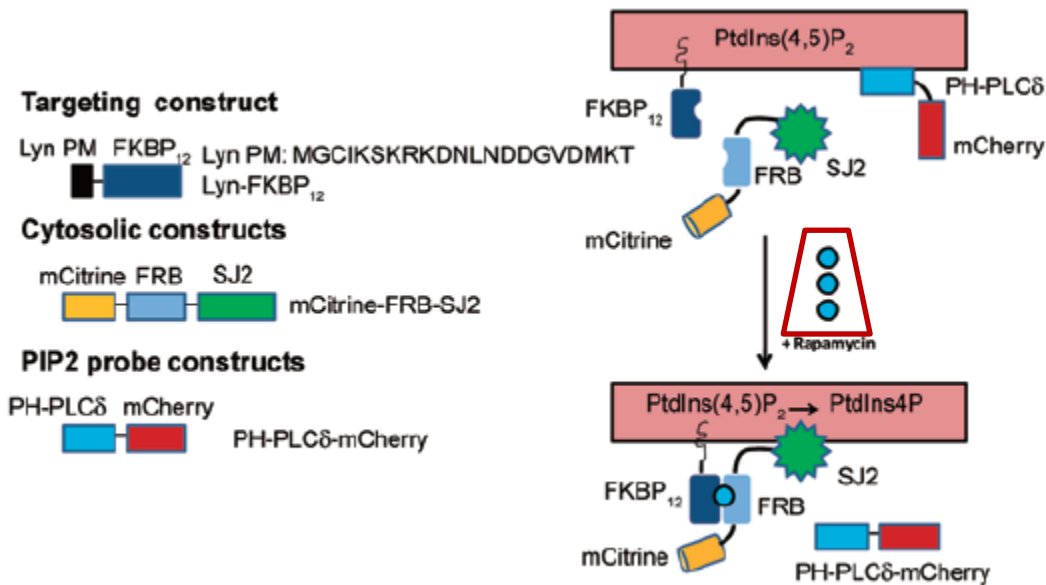 Targeting construct
Lyn PM FKBP₁₂ Lyn PM: MGCIKSKRKDNLNDDGVDMKT
Lyn-FKBP₁₂
Cytosolic constructs
mCitrine FRB SJ2
mCitrine-FRB-SJ2
PIP2 probe constructs
PH-PLCδ mCherry
PH-PLCδ-mCherry
PtdIns(4,5)P₂
PH-PLCδ
FKBP₁₂
mCherry
SJ2
FRB
mCitrine
+ Rapamycin
PtdIns(4,5)P₂→ PtdIns4P
SJ2
FKBP₁₂
FRB
mCitrine
PH-PLCδ-mCherry